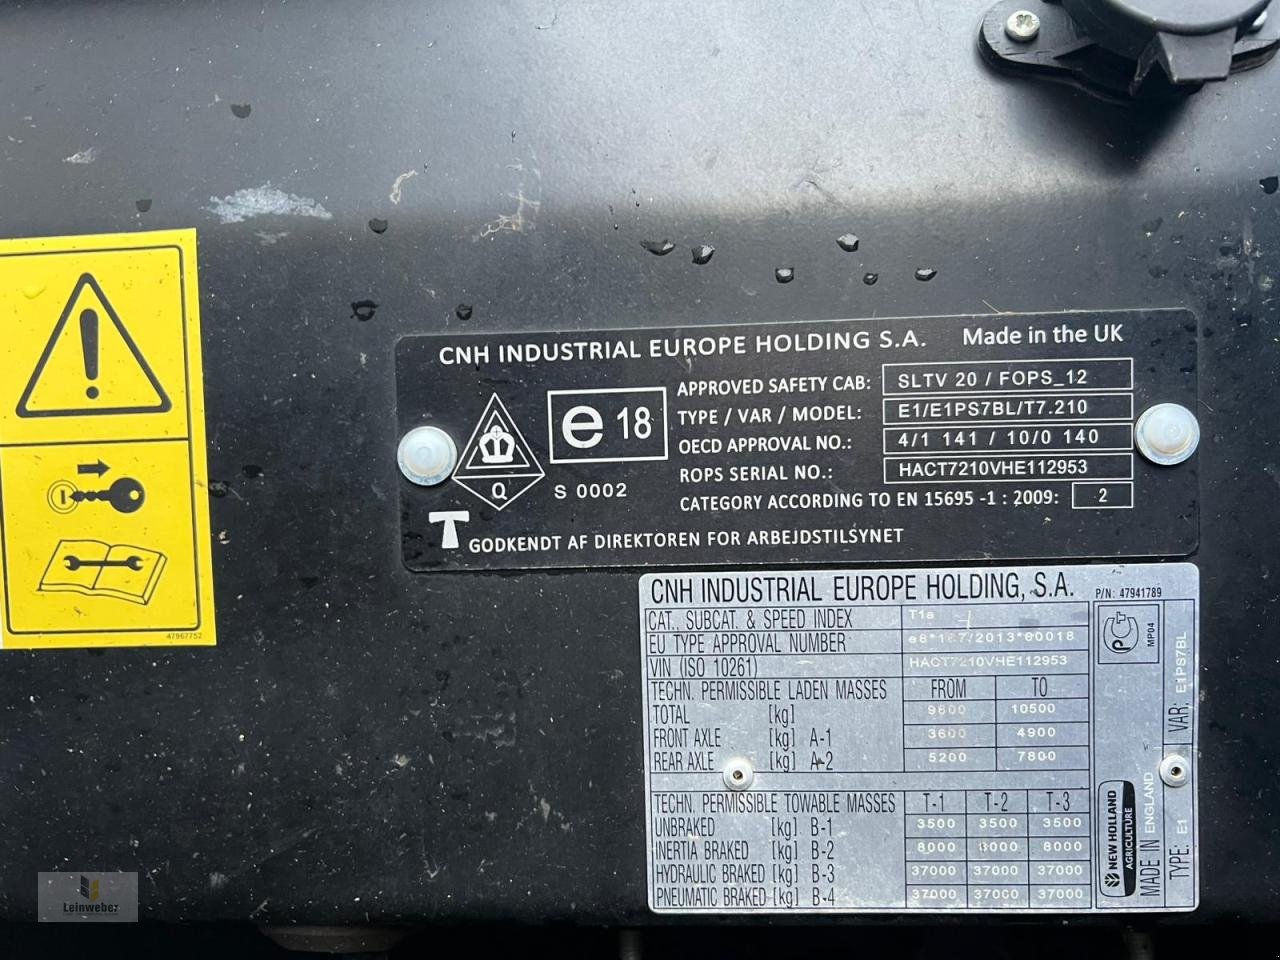 CNH INDUSTRIAL EUROPE HOLDING S.A. Made in the UK
APPROVED SAFETY CAB: SLTV 20 / FOPS_12
TYPE / VAR / MODEL: E1/E1PS7BL/T7.210
OECD APPROVAL NO.: 4/1 141 / 10/0 140
ROPS SERIAL NO.: HACT7210VHE112953
CATEGORY ACCORDING TO EN 15695 -1 : 2009: 2
e 18
Q
S 0002
T GODKENDT AF DIREKTOREN FOR ARBEJDSTILSYNET
47967752
CNH INDUSTRIAL EUROPE HOLDING, S.A. P/N: 47941789
CAT., SUBCAT. & SPEED INDEX T1a
EU TYPE APPROVAL NUMBER
VIN (ISO 10261) HACT7210VHE112953
TECHN. PERMISSIBLE LADEN MASSES FROM TO
TOTAL [kg] 9600 10500
FRONT AXLE [kg] A-1 3600 4900
REAR AXLE [kg] A-2 5200 7800
TECHN. PERMISSIBLE TOWABLE MASSES T-1 T-2 T-3
UNBRAKED [kg] B-1 3500 3500 3500
INERTIA BRAKED [kg] B-2 8000 8000 8000
HYDRAULIC BRAKED [kg] B-3 37000 37000 37000
PNEUMATIC BRAKED [kg] B-4 37000 37000 37000
MP04
NEW HOLLAND
AGRICULTURE
MADE IN ENGLAND
TYPE: E1 VAR: E1PS7BL
Leinweber